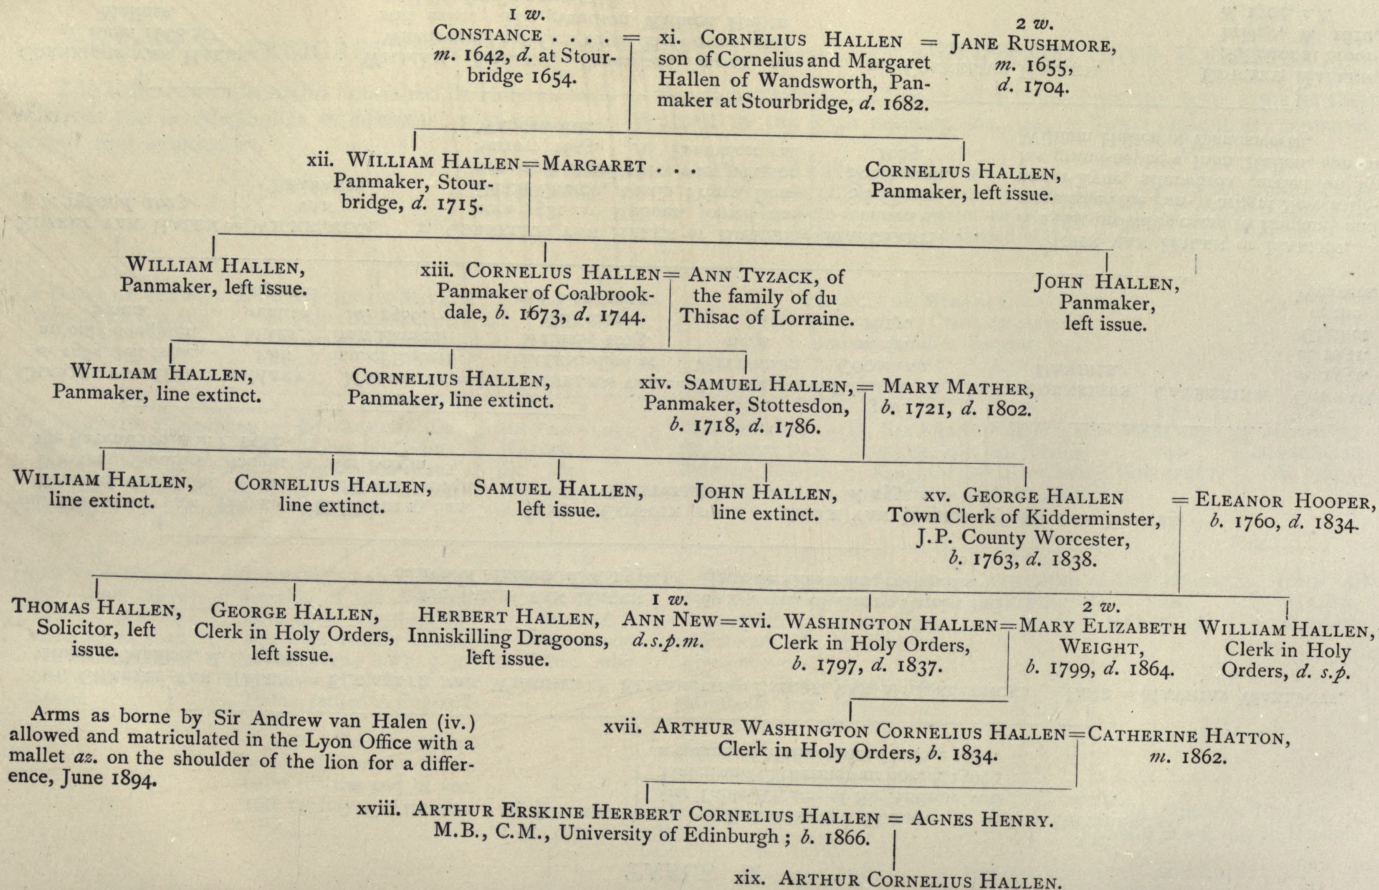 1 w.
CONSTANCE . . . . =
m. 1642, d. at Stour-
bridge 1654.
xi. CORNELIUS HALLEN =
son of Cornelius and Margaret
Hallen of Wandsworth, Pan-
maker at Stourbridge, d. 1682.
2 w.
JANE RUSHMORE,
m. 1655,
d. 1704.
xii. WILLIAM HALLEN=MARGARET . . .
Panmaker, Stour-
bridge, d. 1715.
CORNELIUS HALLEN,
Panmaker, left issue.
WILLIAM HALLEN,
Panmaker, left issue.
xiii. CORNELIUS HALLEN=
Panmaker of Coalbrook-
dale, b. 1673, d. 1744.
ANN TYZACK, of
the family of du
Thisac of Lorraine.
JOHN HALLEN,
Panmaker,
left issue.
WILLIAM HALLEN,
Panmaker, line extinct.
CORNELIUS HALLEN,
Panmaker, line extinct.
xiv. SAMUEL HALLEN,=
Panmaker, Stottesdon,
b. 1718, d. 1786.
MARY MATHER,
b. 1721, d. 1802.
WILLIAM HALLEN,
line extinct.
CORNELIUS HALLEN,
line extinct.
SAMUEL HALLEN,
left issue.
JOHN HALLEN,
line extinct.
xv. GEORGE HALLEN
Town Clerk of Kidderminster,
J.P. County Worcester,
b. 1763, d. 1838.
= ELEANOR HOOPER,
b. 1760, d. 1834.
THOMAS HALLEN,
Solicitor, left
issue.
GEORGE HALLEN,
Clerk in Holy Orders,
left issue.
HERBERT HALLEN,
Inniskilling Dragoons,
left issue.
1 w.
ANN NEW=
d.s.p.m.
xvi. WASHINGTON HALLEN=
Clerk in Holy Orders,
b. 1797, d. 1837.
2 w.
MARY ELIZABETH
WEIGHT,
b. 1799, d. 1864.
WILLIAM HALLEN,
Clerk in Holy
Orders, d. s.p.
Arms as borne by Sir Andrew van Halen (iv.)
allowed and matriculated in the Lyon Office with a
mallet az. on the shoulder of the lion for a differ-
ence, June 1894.
xvii. ARTHUR WASHINGTON CORNELIUS HALLEN=
Clerk in Holy Orders, b. 1834.
CATHERINE HATTON,
m. 1862.
xviii. ARTHUR ERSKINE HERBERT CORNELIUS HALLEN = AGNES HENRY.
M.B., C.M., University of Edinburgh ; b. 1866.
xix. ARTHUR CORNELIUS HALLEN.